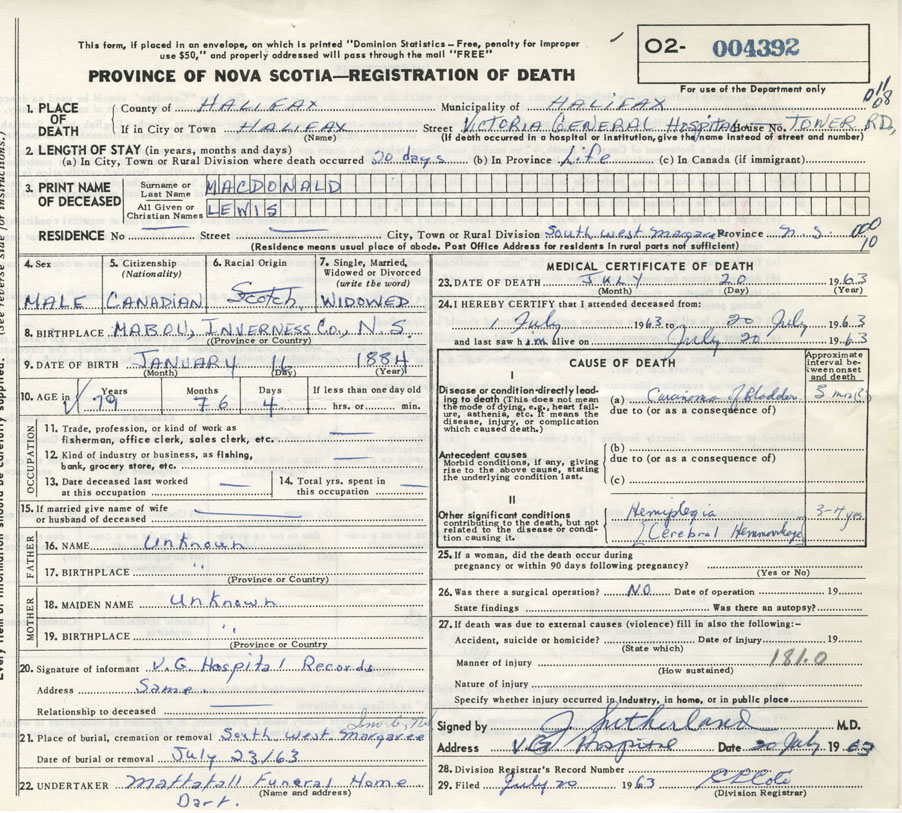 This form, if placed in an envelope, on which is printed "Dominion Statistics – Free, penalty for improper
use $50," and properly addressed will pass through the mail "FREE"
O2- 004392
PROVINCE OF NOVA SCOTIA—REGISTRATION OF DEATH
For use of the Department only
1. PLACE OF DEATH
County of HALIFAX Municipality of HALIFAX
If in City or Town HALIFAX Street VICTORIA GENERAL HOSPITAL House No. TOWER RD,
(Name) (If death occurred in a hospital or institution, give the name instead of street and number)
2. LENGTH OF STAY (in years, months and days)
(a) In City, Town or Rural Division where death occurred 20 days (b) In Province Life (c) In Canada (if immigrant)
3. PRINT NAME OF DECEASED
Surname or Last Name MACDONALD
All Given or Christian Names LEWIS
RESIDENCE No Street City, Town or Rural Division South West Margaree Province N.S.
(Residence means usual place of abode. Post Office Address for residents in rural parts not sufficient)
4. Sex 5. Citizenship (Nationality) 6. Racial Origin 7. Single, Married, Widowed or Divorced (write the word)
MALE CANADIAN Scotch WIDOWED
8. BIRTHPLACE MABOU, INVERNESS CO., N.S.
(Province or Country)
9. DATE OF BIRTH JANUARY 16 1884
(Month) (Day) (Year)
10. AGE in Years Months Days If less than one day old
79 7 6 4 hrs. or min.
OCCUPATION
11. Trade, profession, or kind of work as
fisherman, office clerk, sales clerk, etc.
12. Kind of industry or business, as fishing,
bank, grocery store, etc.
13. Date deceased last worked at this occupation
14. Total yrs. spent in this occupation
15. If married give name of wife
or husband of deceased
FATHER
16. NAME Unknown
17. BIRTHPLACE "
(Province or Country)
MOTHER
18. MAIDEN NAME Unknown
19. BIRTHPLACE "
(Province or Country
20. Signature of informant V.G Hospital Records
Address Same.
Relationship to deceased
21. Place of burial, cremation or removal South West Margaree
Date of burial or removal July 23/63
22. UNDERTAKER Mattatall Funeral Home
(Name and address)
Dart.
MEDICAL CERTIFICATE OF DEATH
23. DATE OF DEATH JULY 20 1963
(Month) (Day) (Year)
24. I HEREBY CERTIFY that I attended deceased from:
1 July 1963 to 20 July 1963
and last saw him alive on July 20 1963
CAUSE OF DEATH
Approximate interval between onset and death
I
Disease or condition directly leading
to death (This does not mean
the mode of dying, e.g., heart failure,
asthenia, etc. It means the
disease, injury, or complication
which caused death.)
(a) Carcinoma of Bladder
due to (or as a consequence of)
Antecedent causes
Morbid conditions, if any, giving
rise to the above cause, stating
the underlying condition last.
(b)
due to (or as a consequence of)
(c)
II
Other significant conditions
contributing to the death, but not
related to the disease or condition
causing it.
Hemiplegia 3-4 yrs.
Cerebral Hemorrhage
25. If a woman, did the death occur during
pregnancy or within 90 days following pregnancy?
(Yes or No)
26. Was there a surgical operation? NO Date of operation 19
State findings Was there an autopsy?
27. If death was due to external causes (violence) fill in also the following:–
Accident, suicide or homicide? Date of injury 19
(State which)
Manner of injury 181.0
(How sustained)
Nature of injury
Specify whether injury occurred in industry, in home, or in public place
Signed by J Sutherland M.D.
Address V.G Hospital Date 20 July 1963
28. Division Registrar's Record Number
29. Filed July 20 1963
(Division Registrar)